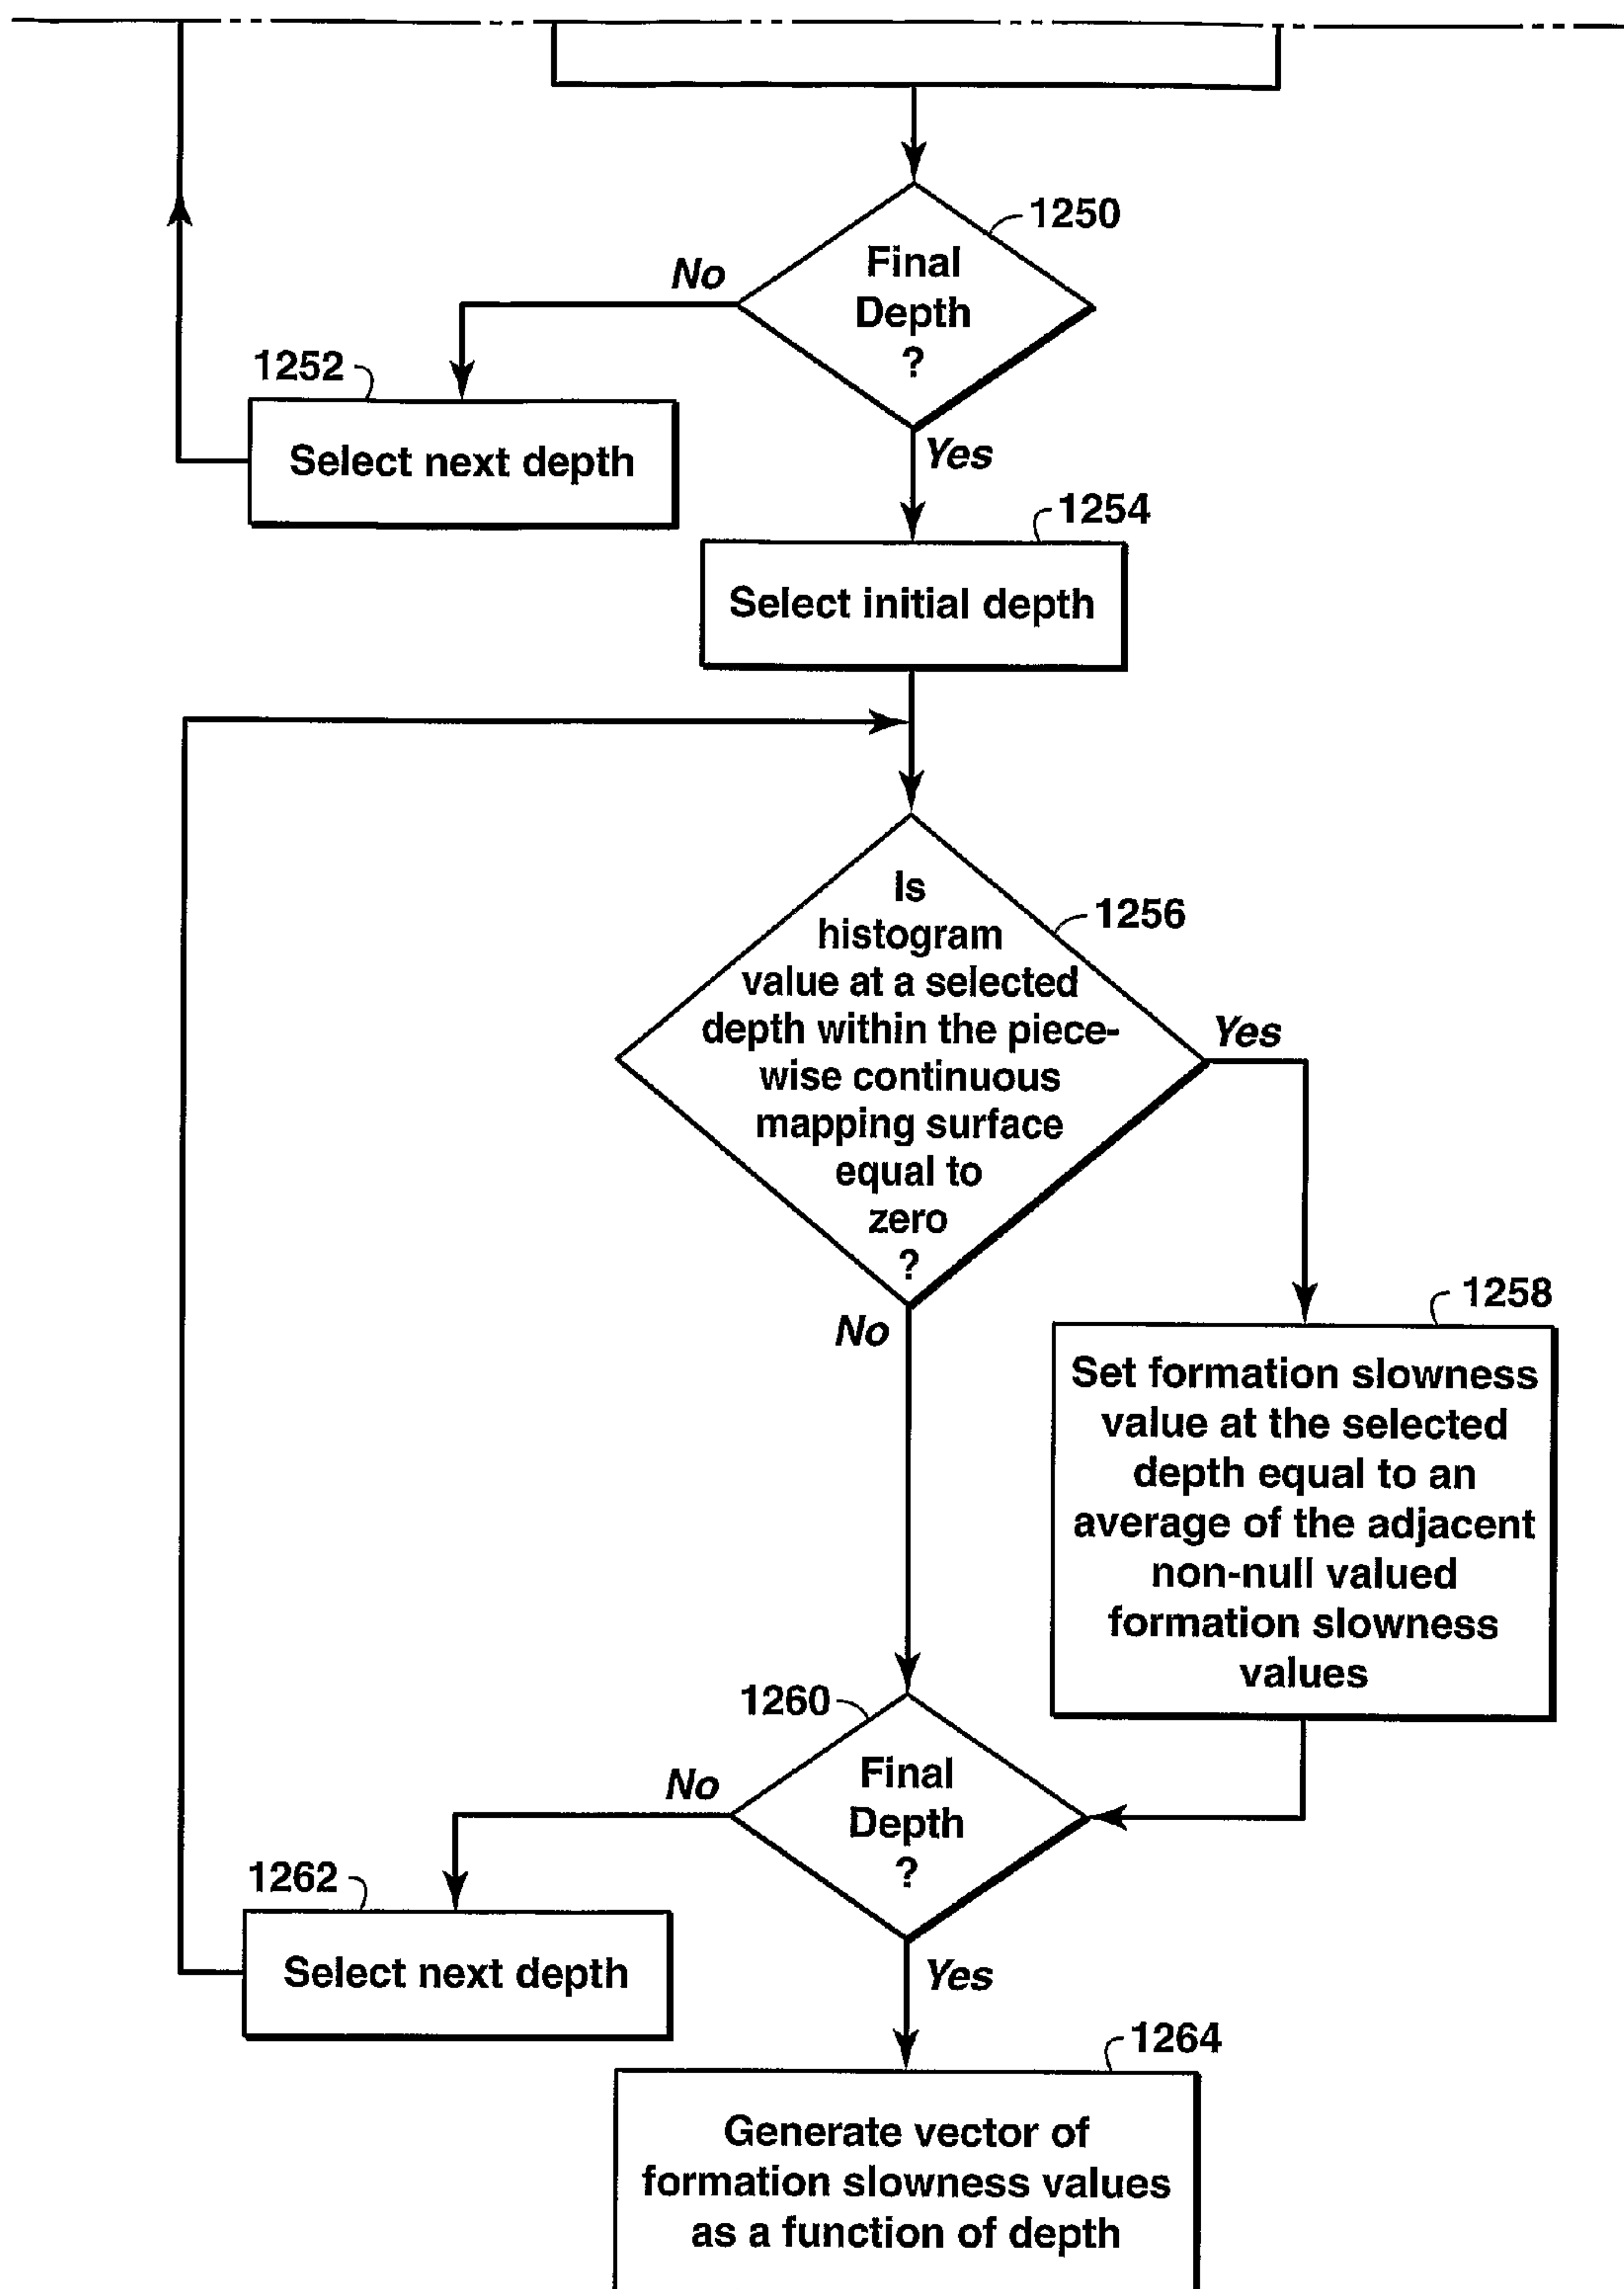 1250
Final
Depth
?
No
1252
Select next depth
Yes
1254
Select initial depth
1256
Is
histogram
value at a selected
depth within the piece-
wise continuous
mapping surface
equal to
zero
?
Yes
No
1258
Set formation slowness
value at the selected
depth equal to an
average of the adjacent
non-null valued
formation slowness
values
1260
Final
Depth
?
No
1262
Select next depth
Yes
1264
Generate vector of
formation slowness values
as a function of depth